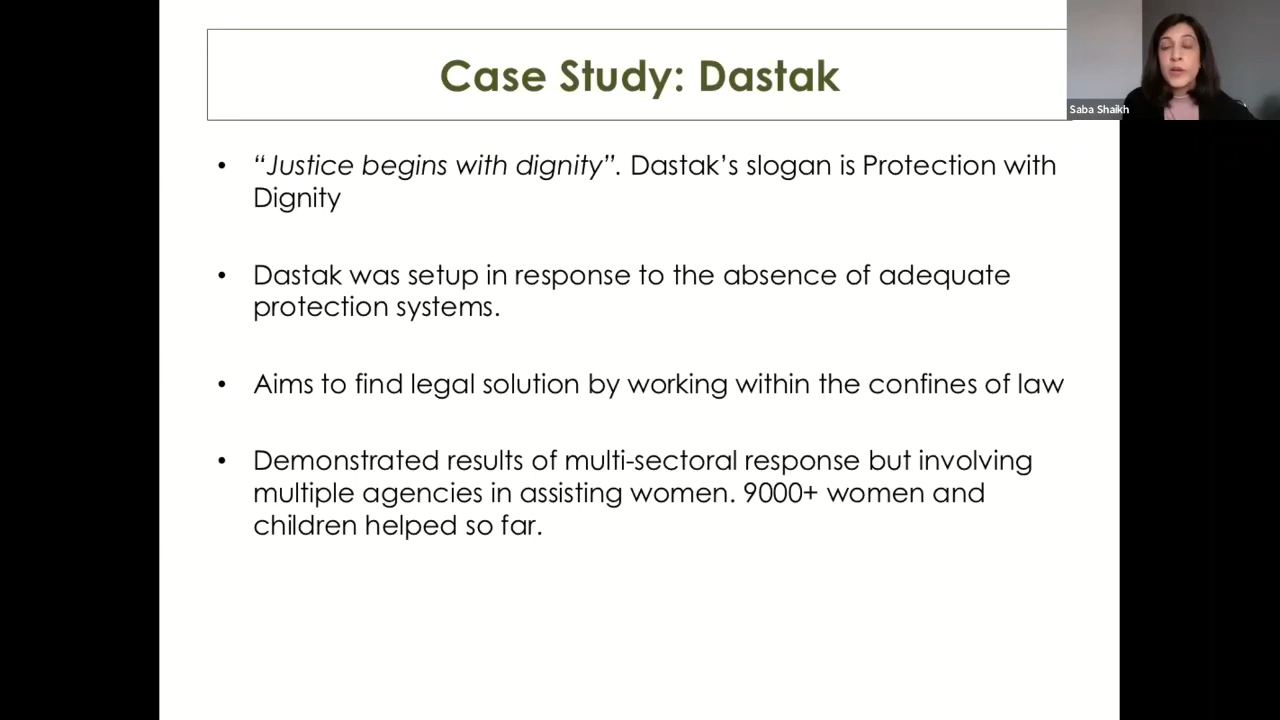 Case Study: Dastak
Saba Shaikh
• “Justice begins with dignity”. Dastak’s slogan is Protection with
Dignity
• Dastak was setup in response to the absence of adequate
protection systems.
• Aims to find legal solution by working within the confines of law
• Demonstrated results of multi-sectoral response but involving
multiple agencies in assisting women. 9000+ women and
children helped so far.